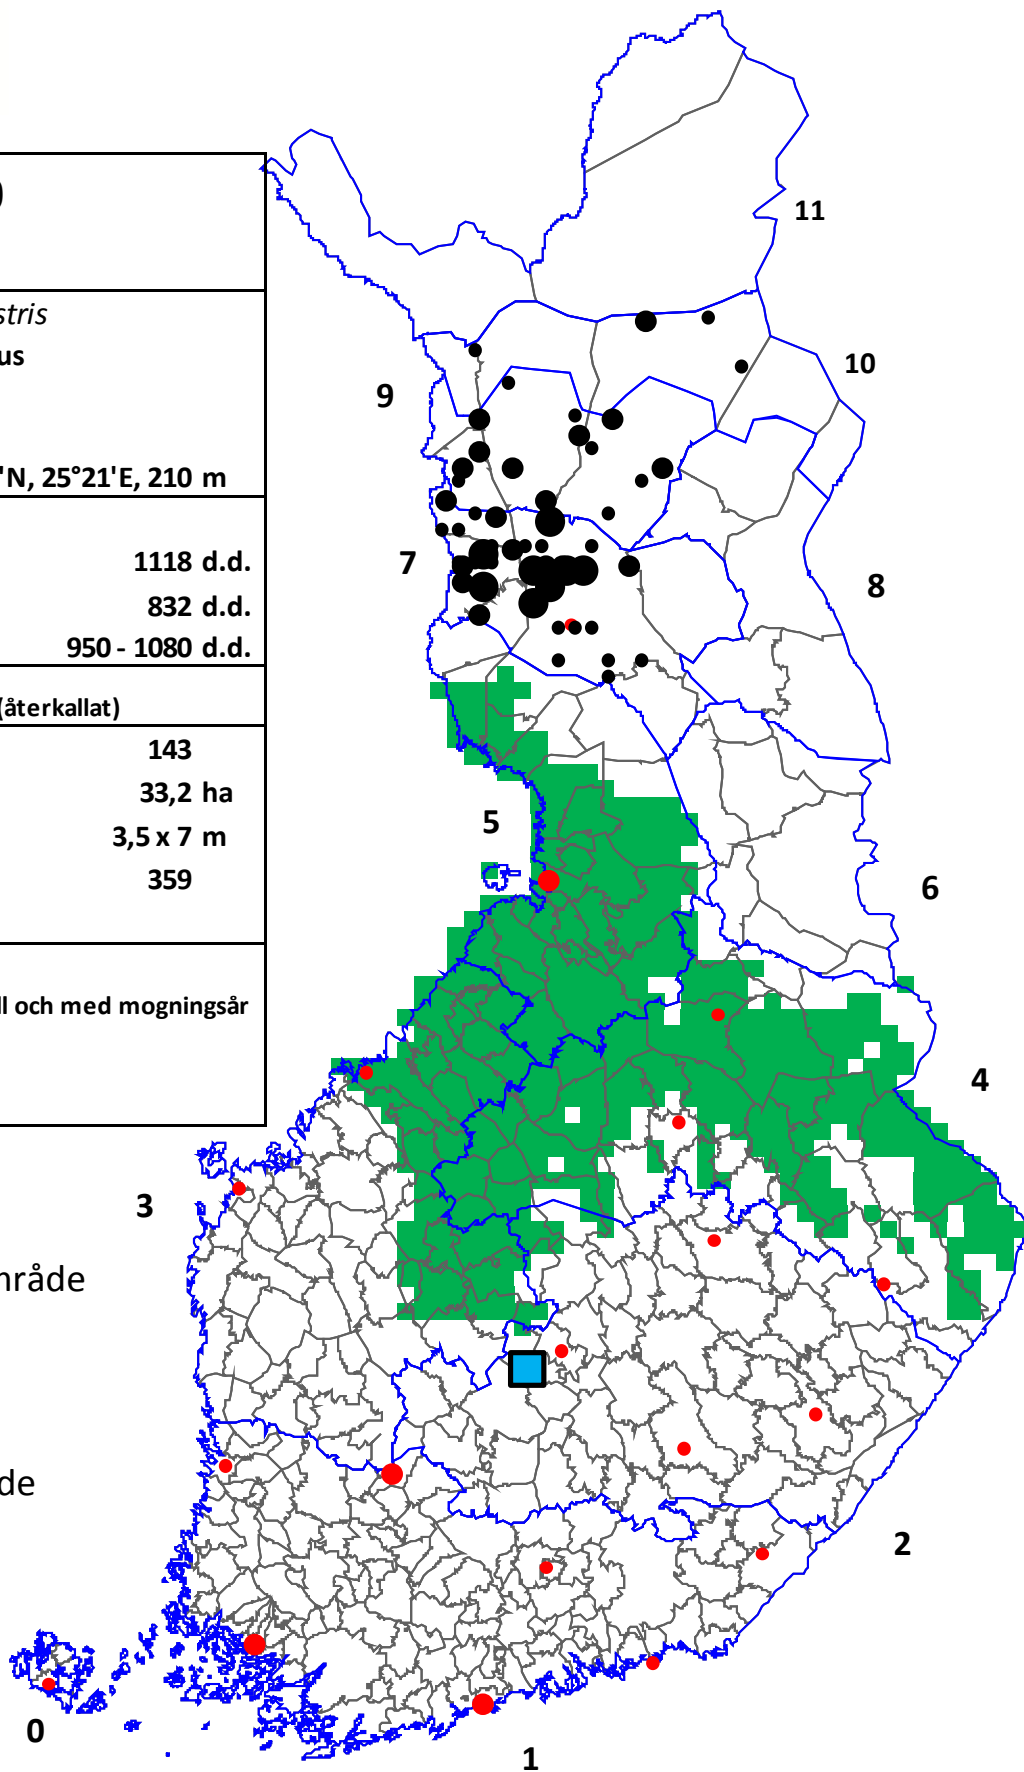 )
stris
us
'N, 25°21'E, 210 m
1118 d.d.
832 d.d.
950 - 1080 d.d.
(återkallat)
143
33,2 ha
3,5 x 7 m
359
ll och med mogningsår
mråde
de
11
10
9
8
7
6
5
4
3
2
1
0